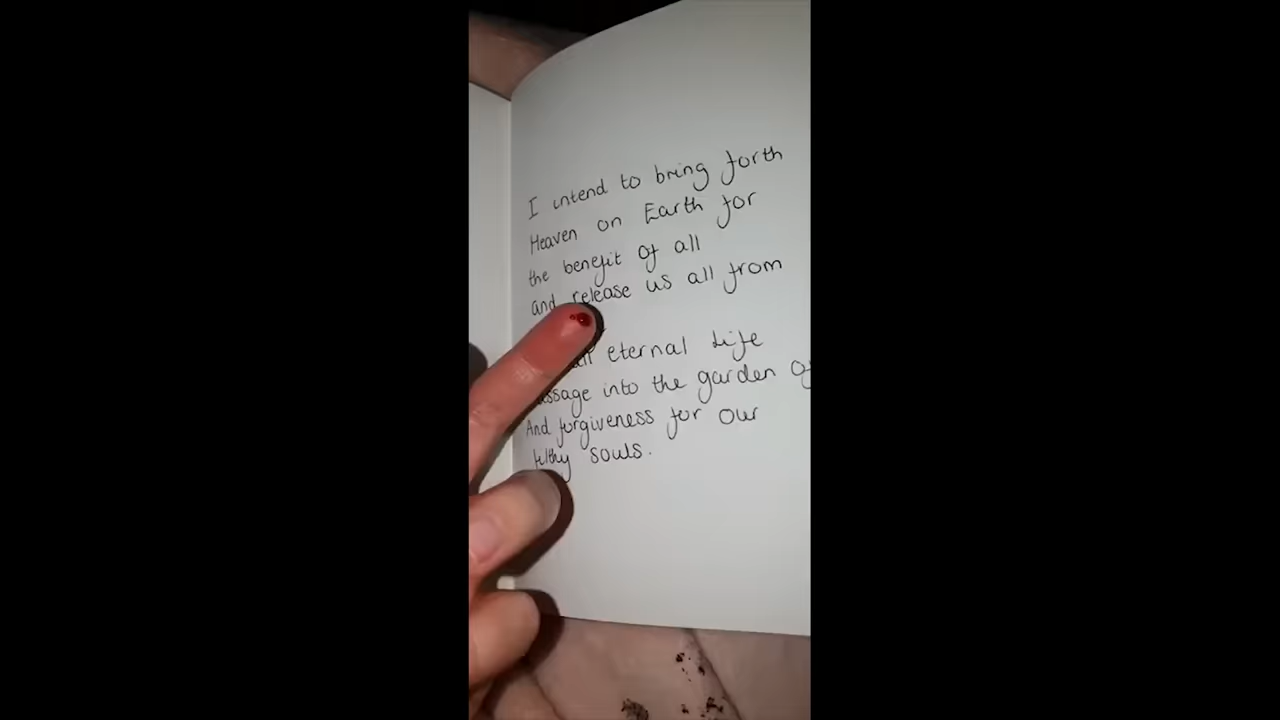 I intend to bring forth
Heaven on Earth for
the benefit of all
and release us all from
eternal Life
into the garden of
And forgiveness for our
filthy souls.